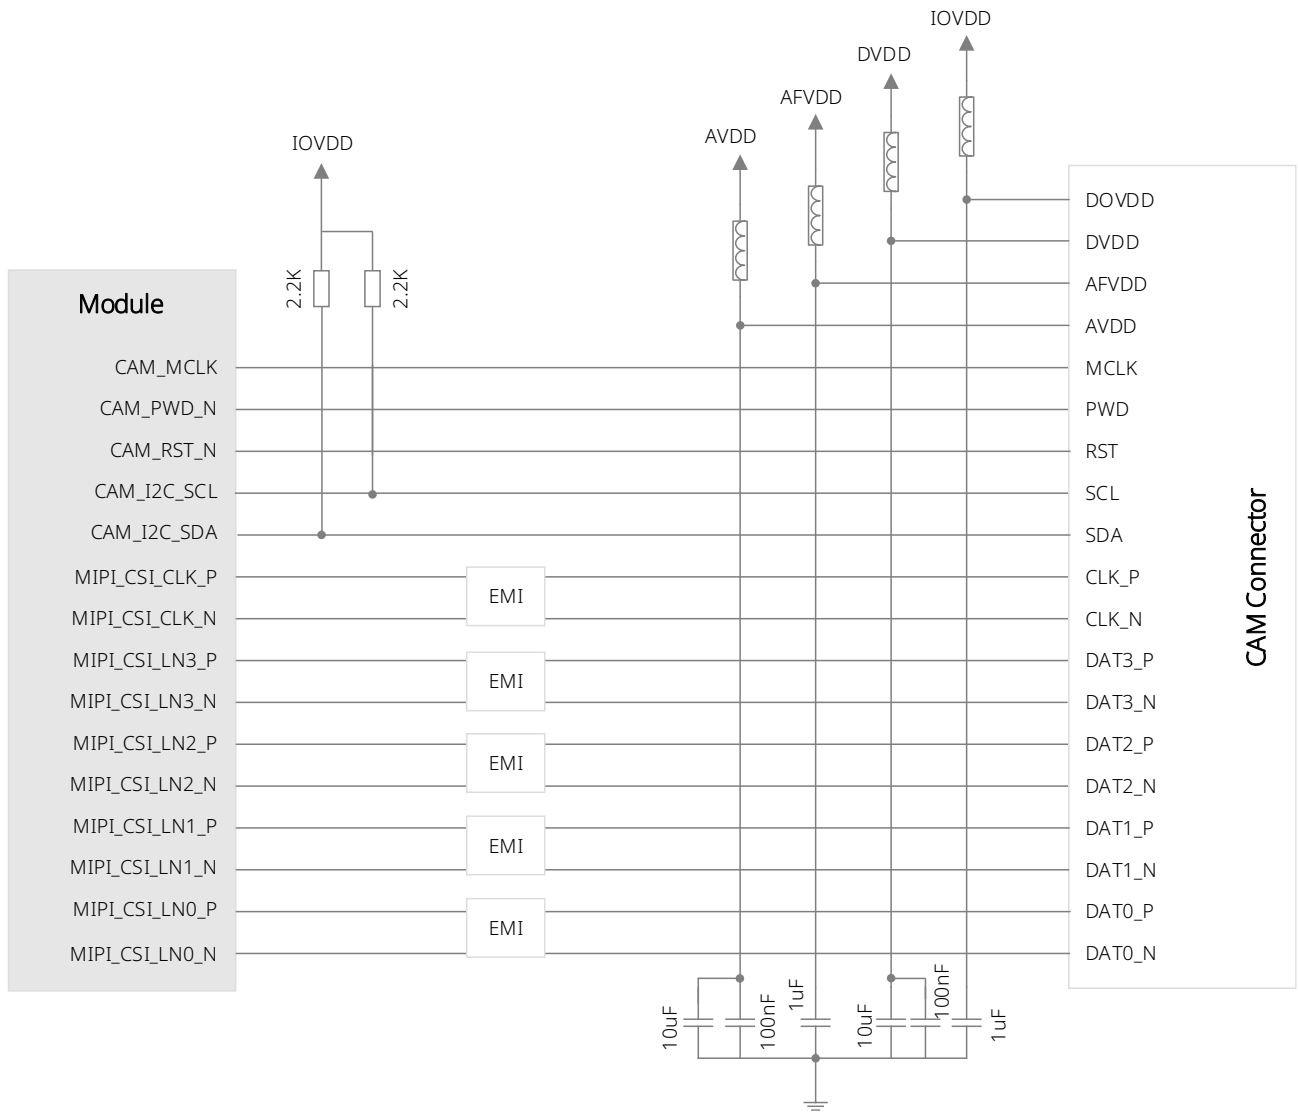 IOVDD
DVDD
AFVDD
AVDD
IOVDD
2.2K
2.2K
Module
CAM_MCLK
CAM_PWD_N
CAM_RST_N
CAM_I2C_SCL
CAM_I2C_SDA
MIPI_CSI_CLK_P
MIPI_CSI_CLK_N
MIPI_CSI_LN3_P
MIPI_CSI_LN3_N
MIPI_CSI_LN2_P
MIPI_CSI_LN2_N
MIPI_CSI_LN1_P
MIPI_CSI_LN1_N
MIPI_CSI_LN0_P
MIPI_CSI_LN0_N
EMI
EMI
EMI
EMI
EMI
DOVDD
DVDD
AFVDD
AVDD
MCLK
PWD
RST
SCL
SDA
CLK_P
CLK_N
DAT3_P
DAT3_N
DAT2_P
DAT2_N
DAT1_P
DAT1_N
DAT0_P
DAT0_N
CAM Connector
10uF
100nF
1uF
10uF
100nF
1uF